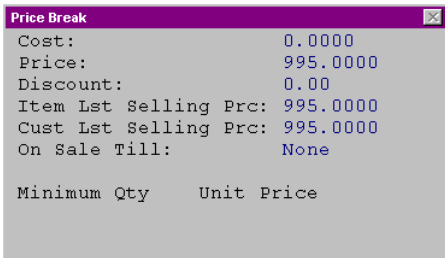 Price Break
Cost: 0.0000
Price: 995.0000
Discount: 0.00
Item Lst Selling Prc: 995.0000
Cust Lst Selling Prc: 995.0000
On Sale Till: None
Minimum Qty Unit Price